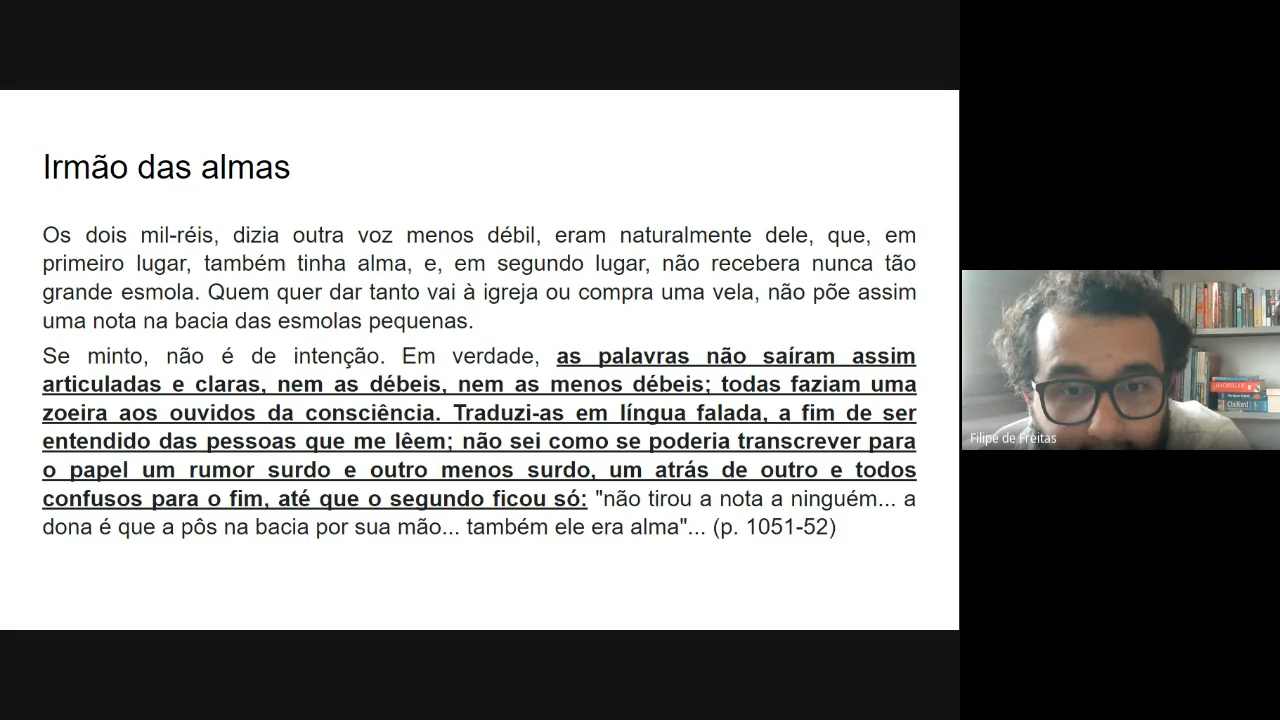 Irmão das almas
Os dois mil-réis, dizia outra voz menos débil, eram naturalmente dele, que, em
primeiro lugar, também tinha alma, e, em segundo lugar, não recebera nunca tão
grande esmola. Quem quer dar tanto vai à igreja ou compra uma vela, não põe assim
uma nota na bacia das esmolas pequenas.
Se minto, não é de intenção. Em verdade, as palavras não saíram assim
articuladas e claras, nem as débeis, nem as menos débeis; todas faziam uma
zoeira aos ouvidos da consciência. Traduzi-as em língua falada, a fim de ser
entendido das pessoas que me lêem; não sei como se poderia transcrever para
o papel um rumor surdo e outro menos surdo, um atrás de outro e todos
confusos para o fim, até que o segundo ficou só: "não tirou a nota a ninguém... a
dona é que a pôs na bacia por sua mão... também ele era alma"... (p. 1051-52)
MACMILLAN
Oxford
Filipe de Freitas